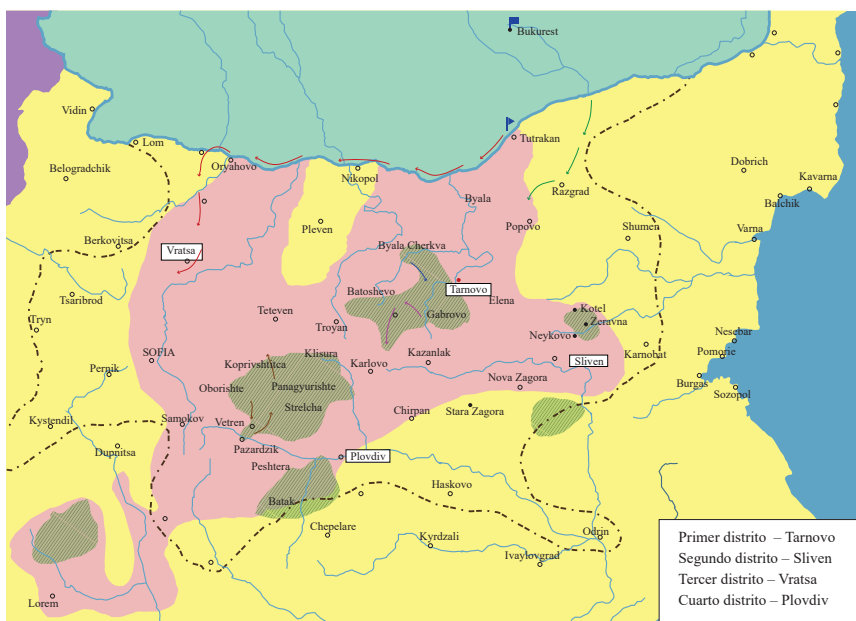 Bukurest
Vidin
Tutrakan
Lom
Oryahovo
Belogradchik
Nikopol
Dobrich
Kavarna
Razgrad
Balchik
Byala
Popovo
Pleven
Shumen
Varna
Berkovitsa
Vratsa
Byala Cherkva
Tsaribrod
Batoshevo
Tarnovo
Elena
Tryn
Teteven
Troyan
Gabrovo
Kotel
Zeravna
Neykovo
Nesebar
SOFIA
Klisura
Kazanlak
Karnobat
Pomorie
Pernik
Koprivshtitca
Karlovo
Sliven
Oborishte
Panagyurishte
Nova Zagora
Burgas
Sozopol
Strelcha
Chirpan
Stara Zagora
Kystendil
Samokov
Vetren
Dupnitsa
Pazardzik
Plovdiv
Peshtera
Haskovo
Batak
Chepelare
Kyrdzali
Odrin
Ivaylovgrad
Lorem
Primer distrito – Tarnovo
Segundo distrito – Sliven
Tercer distrito – Vratsa
Cuarto distrito – Plovdiv